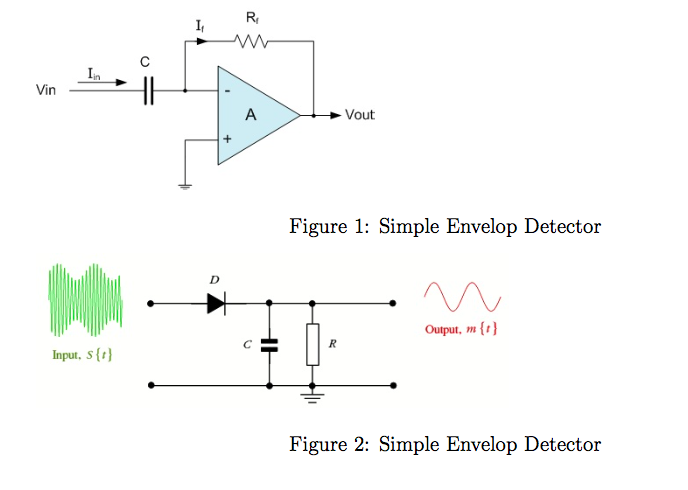 Rf
If
C
Iin
Vin
-
A
Vout
+
Figure 1: Simple Envelop Detector
D
C
R
Input, S{t}
Output, m{t}
Figure 2: Simple Envelop Detector